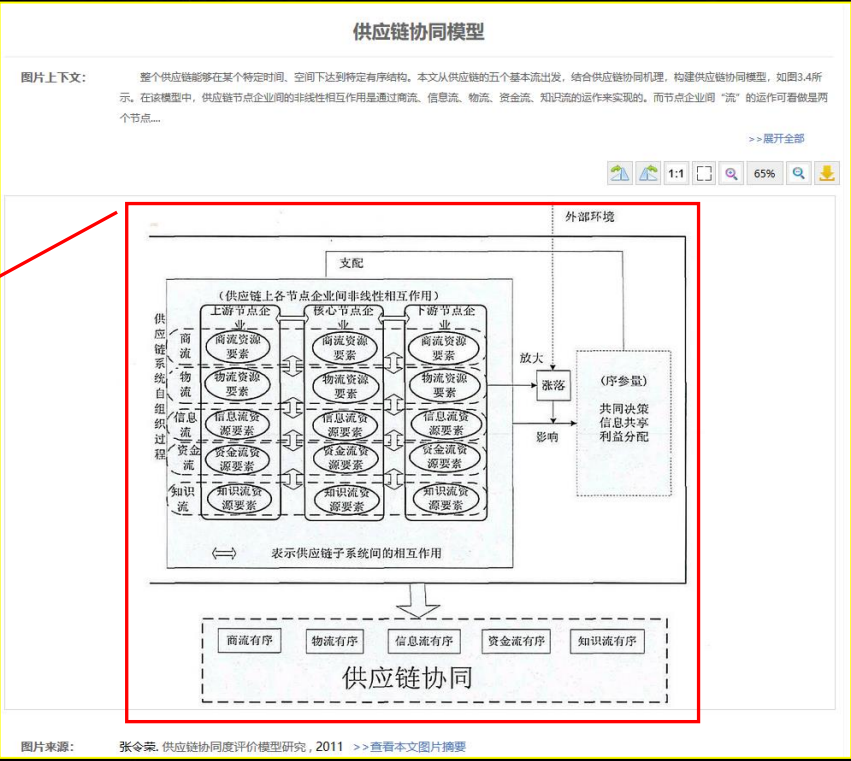 供应链协同模型
图片上下文：
整个供应链能够在某个特定时间、空间下达到特定有序结构。本文从供应链的五个基本流出发，结合供应链协同机理，构建供应链协同模型，如图3.4所
示。在该模型中，供应链节点企业间的非线性相互作用是通过商流、信息流、物流、资金流、知识流的运作来实现的。而节点企业间“流”的运作可看做是两
个节点....
>>展开全部
1:1
65%
外部环境
支配
(供应链上各节点企业间非线性相互作用)
上游节点企业
核心节点企业
下游节点企业
供应链系统自组织过程
商流
商流资源要素
商流资源要素
商流资源要素
物流
物流资源要素
物流资源要素
物流资源要素
信息流
信息流资源要素
信息流资源要素
信息流资源要素
资金流
资金流资源要素
资金流资源要素
资金流资源要素
知识流
知识流资源要素
知识流资源要素
知识流资源要素
放大
涨落
影响
(序参量)
共同决策
信息共享
利益分配
表示供应链子系统间的相互作用
商流有序
物流有序
信息流有序
资金流有序
知识流有序
供应链协同
图片来源：
张令荣. 供应链协同度评价模型研究 , 2011 >>查看本文图片摘要